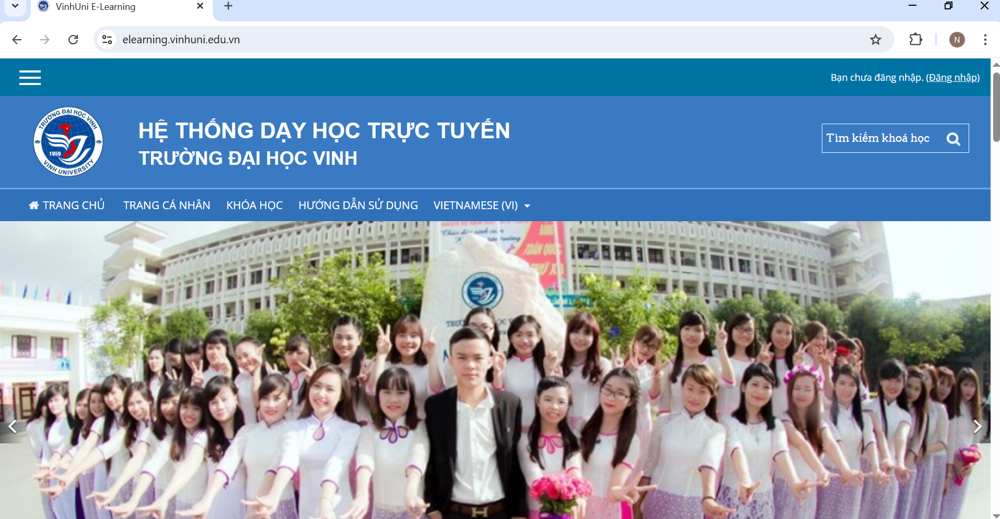 VinhUni E-Learning
elearning.vinhuni.edu.vn
N
Bạn chưa đăng nhập. (Đăng nhập)
TRƯỜNG ĐẠI HỌC VINH
1959
VINH UNIVERSITY
HỆ THỐNG DẠY HỌC TRỰC TUYẾN
TRƯỜNG ĐẠI HỌC VINH
Tìm kiếm khoá học
TRANG CHỦ TRANG CÁ NHÂN KHÓA HỌC HƯỚNG DẪN SỬ DỤNG VIETNAMESE (VI)
TOÀN QUỐC